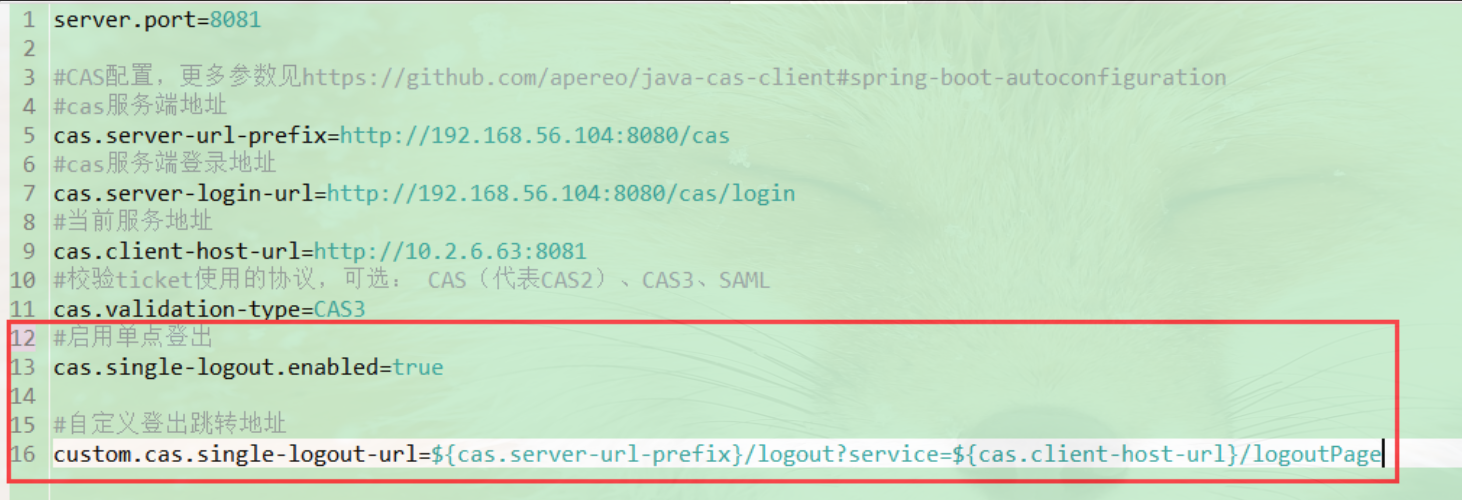 1 server.port=8081
2
3 #CAS配置，更多参数见https://github.com/apereo/java-cas-client#spring-boot-autoconfiguration
4 #cas服务端地址
5 cas.server-url-prefix=http://192.168.56.104:8080/cas
6 #cas服务端登录地址
7 cas.server-login-url=http://192.168.56.104:8080/cas/login
8 #当前服务地址
9 cas.client-host-url=http://10.2.6.63:8081
10 #校验ticket使用的协议，可选： CAS（代表CAS2）、CAS3、SAML
11 cas.validation-type=CAS3
12 #启用单点登出
13 cas.single-logout.enabled=true
14
15 #自定义登出跳转地址
16 custom.cas.single-logout-url=${cas.server-url-prefix}/logout?service=${cas.client-host-url}/logoutPage